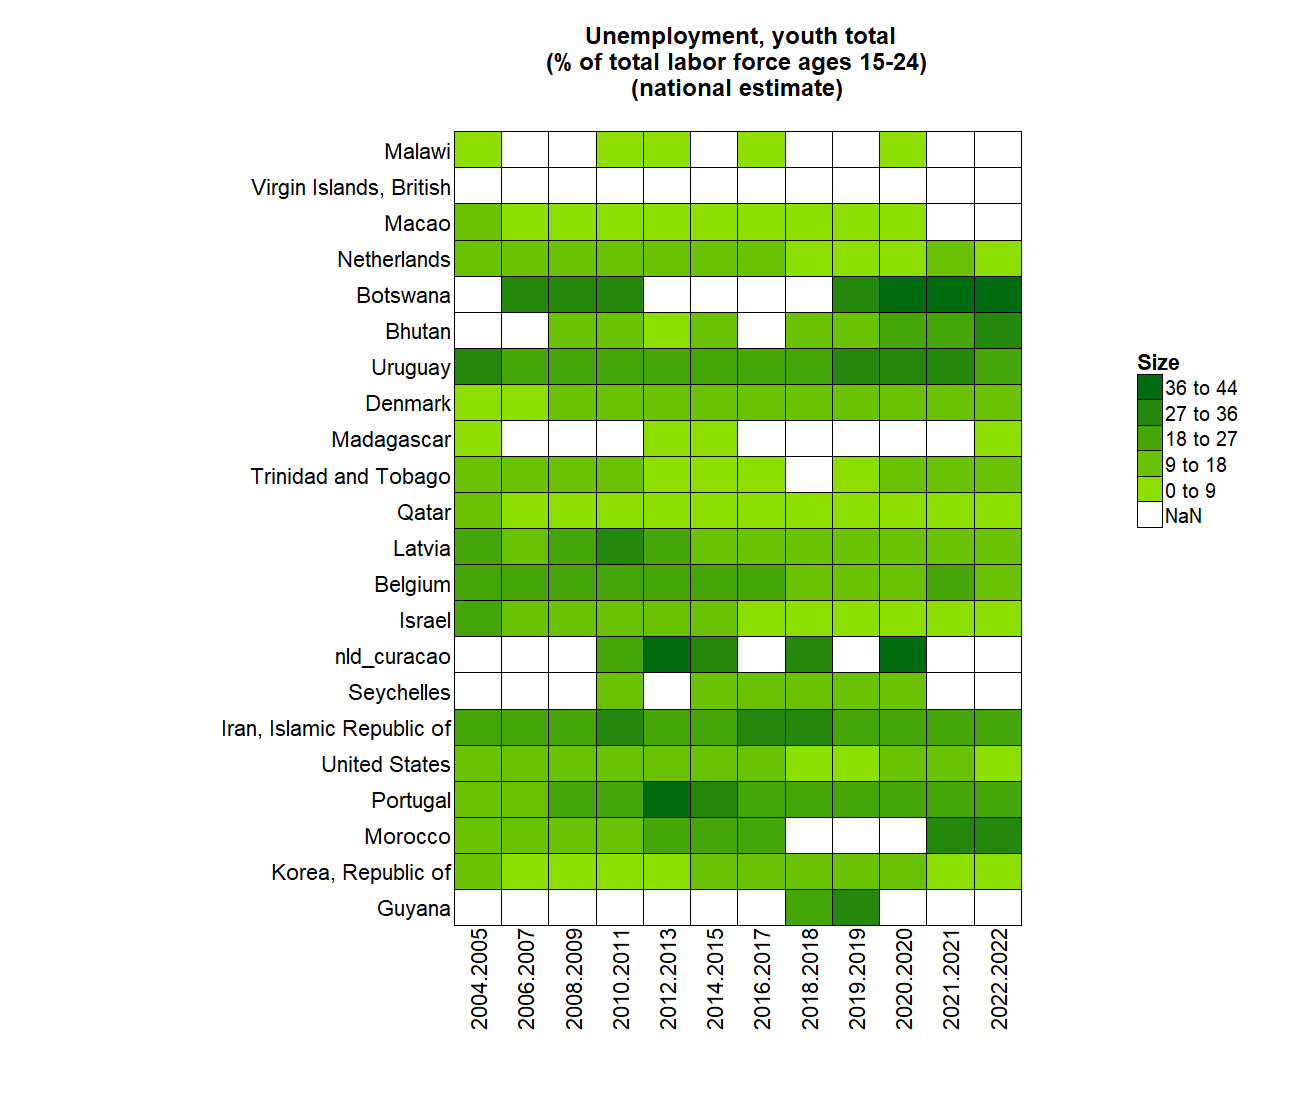 Unemployment, youth total
(% of total labor force ages 15-24)
(national estimate)
Malawi
Virgin Islands, British
Macao
Netherlands
Botswana
Bhutan
Uruguay
Denmark
Madagascar
Trinidad and Tobago
Qatar
Latvia
Belgium
Israel
nld_curacao
Seychelles
Iran, Islamic Republic of
United States
Portugal
Morocco
Korea, Republic of
Guyana
2004.2005
2006.2007
2008.2009
2010.2011
2012.2013
2014.2015
2016.2017
2018.2018
2019.2019
2020.2020
2021.2021
2022.2022
Size
36 to 44
27 to 36
18 to 27
9 to 18
0 to 9
NaN